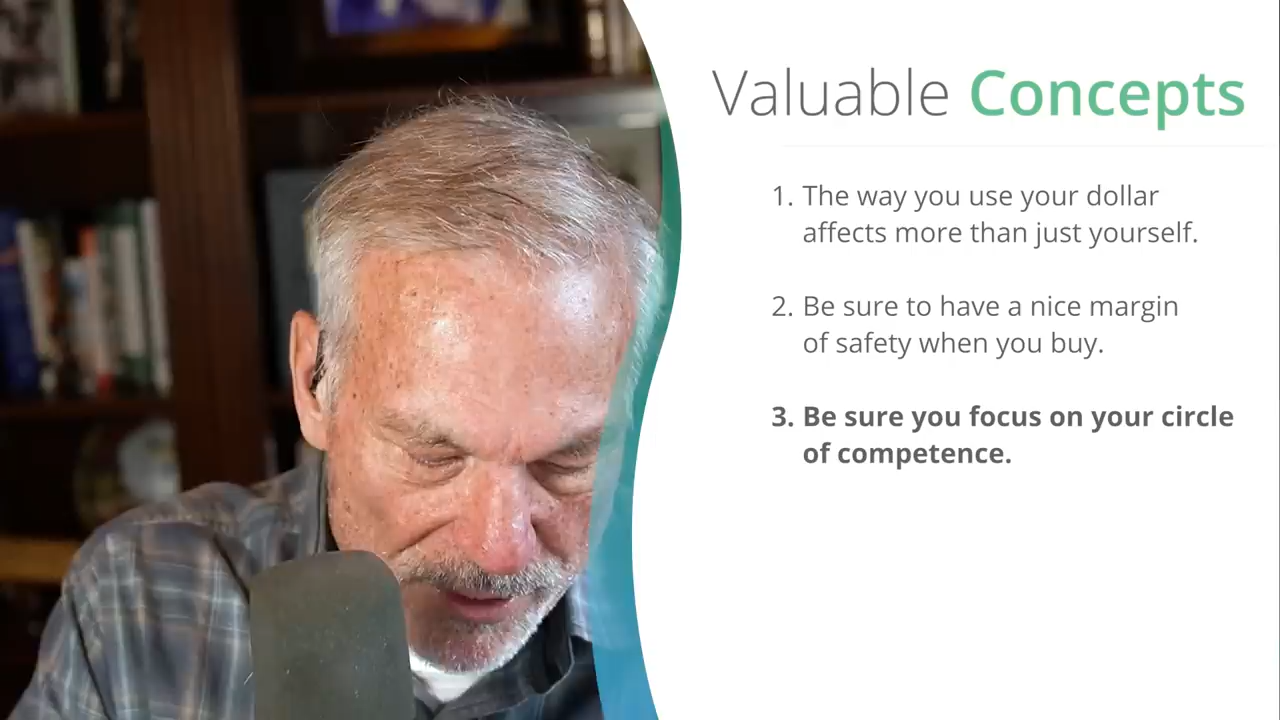 Valuable Concepts
1. The way you use your dollar
affects more than just yourself.
2. Be sure to have a nice margin
of safety when you buy.
3. Be sure you focus on your circle
of competence.